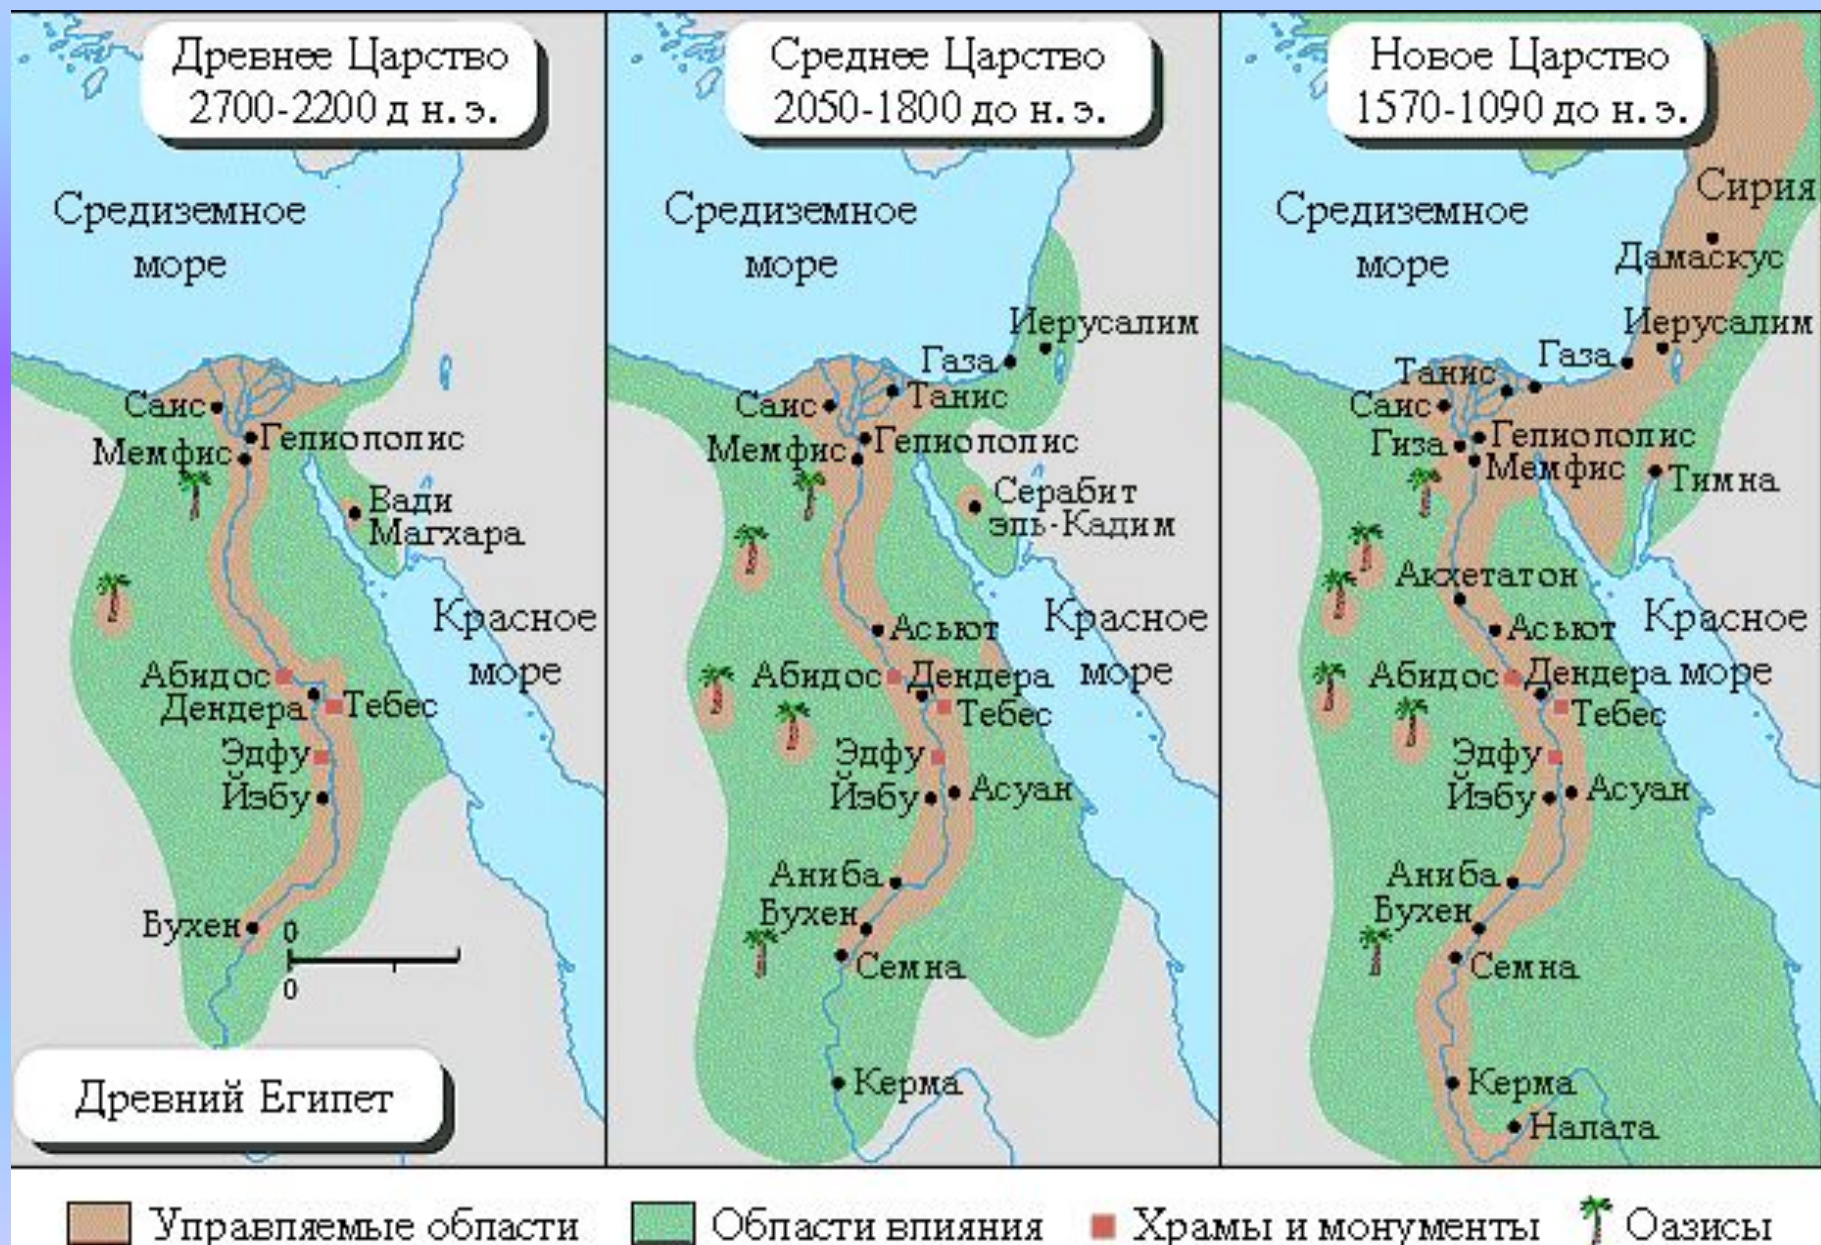 Древнее Царство
2700-2200 д н. э.
Средиземное
море
Саис
Гелиополис
Мемфис
Вади
Магхара
Красное
море
Абидос
Дендера
Тебес
Эдфу
Йэбу
Бухен
0
0
Древний Египет
Среднее Царство
2050-1800 до н. э.
Средиземное
море
Иерусалим
Газа
Танис
Саис
Гелиополис
Мемфис
Серабит
эль-Кадим
Асьют
Красное
море
Абидос
Дендера
Тебес
Эдфу
Йэбу
Асуан
Аниба
Бухен
Семна
Керма
Новое Царство
1570-1090 до н. э.
Сирия
Средиземное
море
Дамаскус
Иерусалим
Газа
Танис
Саис
Гелиополис
Гиза
Мемфис
Тимна
Акхетатон
Асьют
Красное
море
Абидос
Дендера
Тебес
Эдфу
Йэбу
Асуан
Аниба
Бухен
Семна
Керма
Напата
Управляемые области
Области влияния
Храмы и монументы
Оазисы